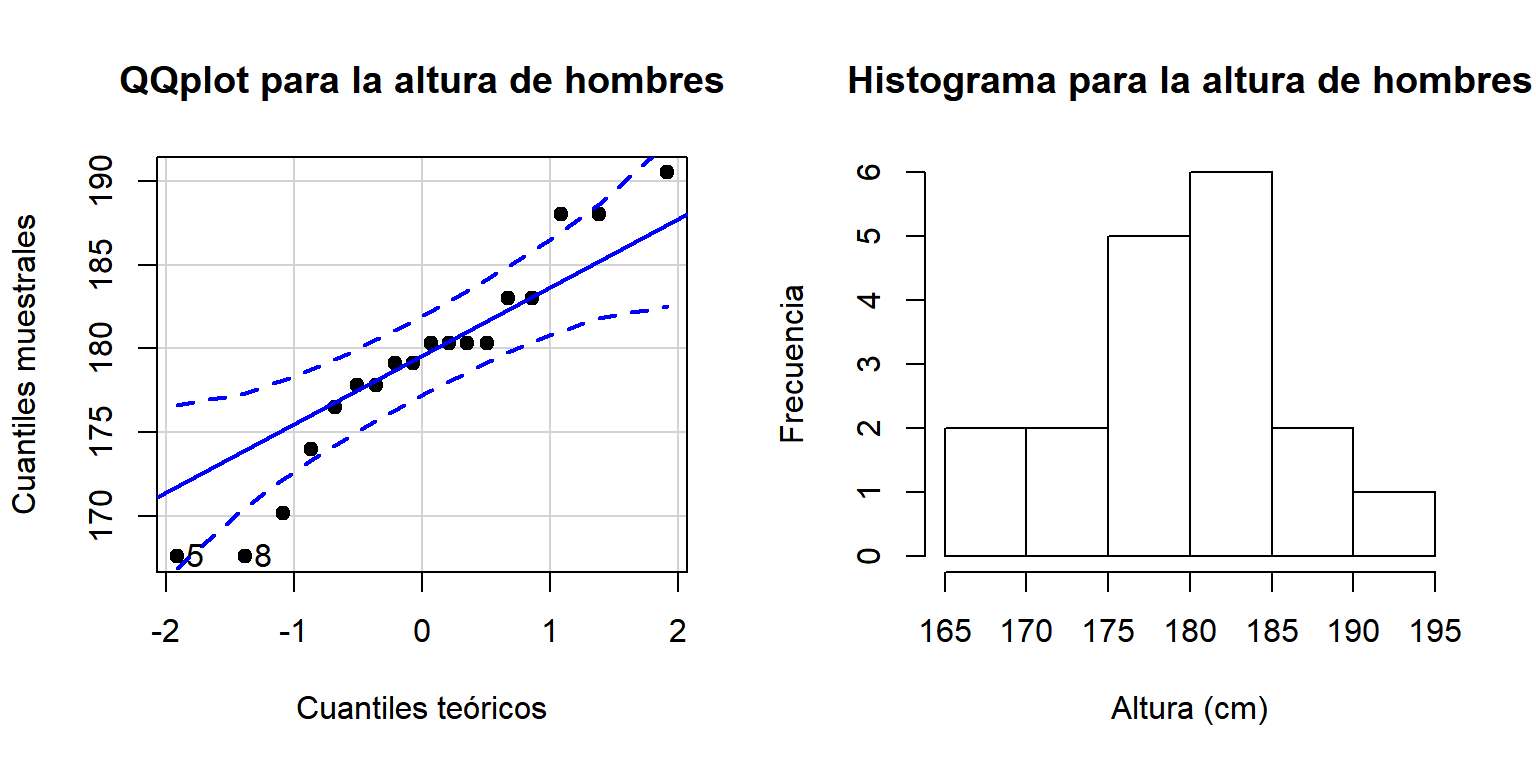 QQplot para la altura de hombres
Cuantiles muestrales
190
185
180
175
170
5
8
-2 -1 0 1 2
Cuantiles teóricos
Histograma para la altura de hombres
Frecuencia
6
5
4
3
2
1
0
165 170 175 180 185 190 195
Altura (cm)